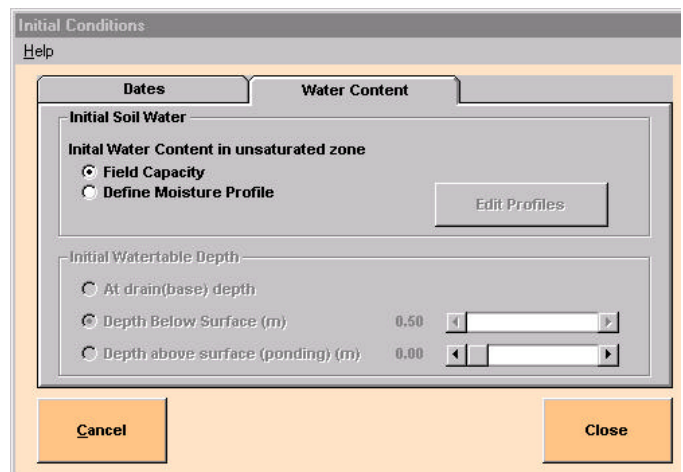 Initial Conditions
Help
Dates Water Content
Initial Soil Water
Inital Water Content in unsaturated zone
Field Capacity
Define Moisture Profile
Edit Profiles
Initial Watertable Depth
At drain(base) depth
Depth Below Surface (m) 0.50
Depth above surface (ponding) (m) 0.00
Cancel Close